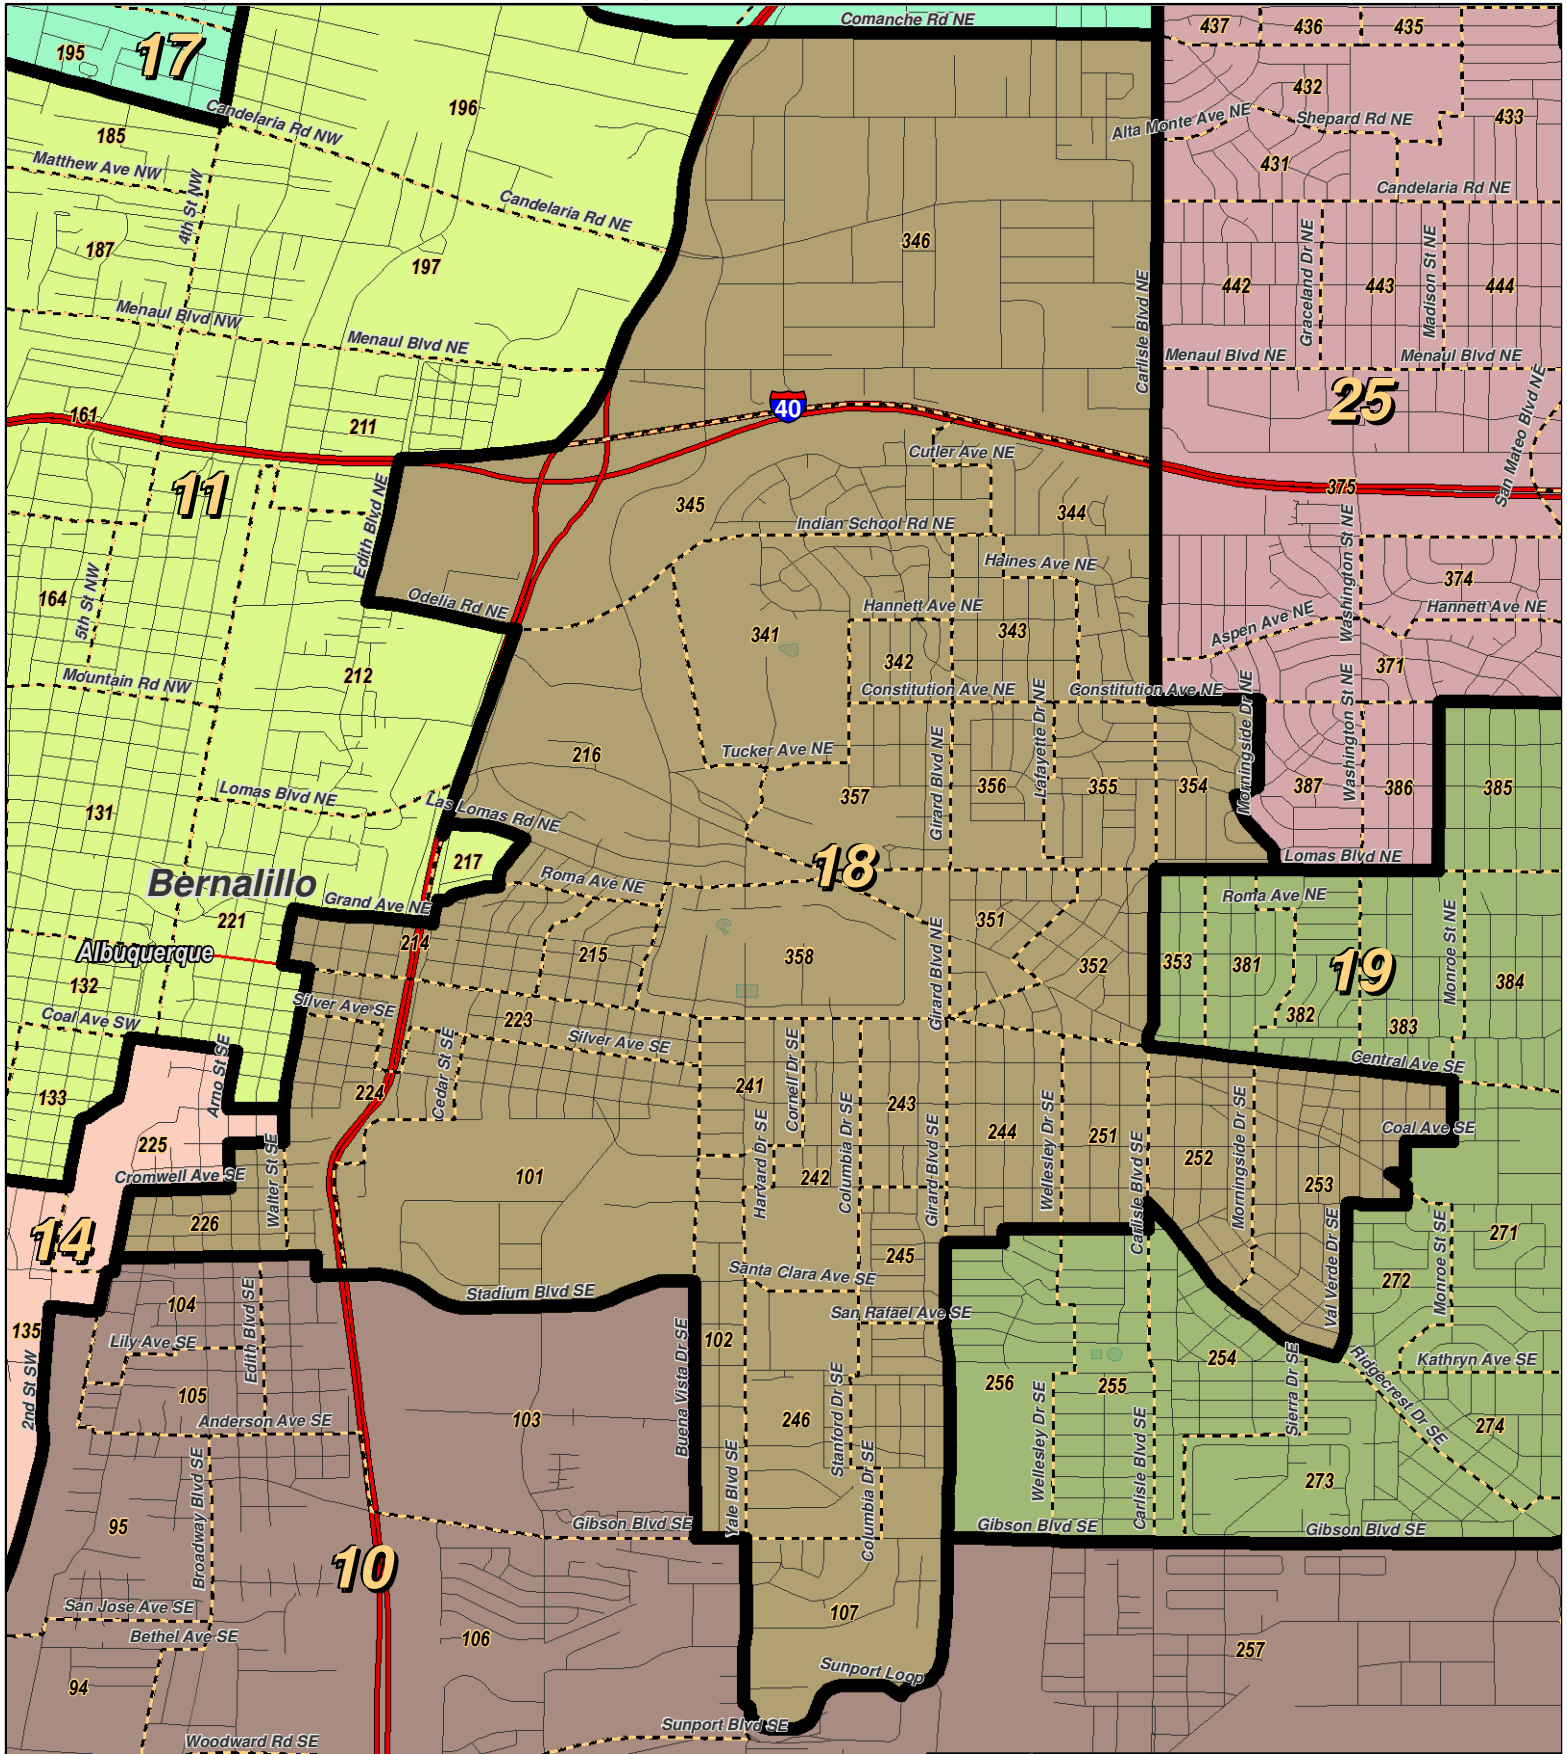 Comanche Rd NE
437
436
435
195
17
432
196
Candelaria Rd NW
Alta Monte Ave NE
Shepard Rd NE
433
185
Matthew Ave NW
431
4th St NW
Candelaria Rd NE
Candelaria Rd NE
187
197
346
Graceland Dr NE
Madison St NE
442
443
444
Carlisle Blvd NE
Menaul Blvd NW
Menaul Blvd NE
Menaul Blvd NE
Menaul Blvd NE
25
San Mateo Blvd NE
161
211
40
Cutler Ave NE
375
11
Edith Blvd NE
345
344
Indian School Rd NE
Washington St NE
Haines Ave NE
374
164
5th St NW
Odelia Rd NE
Hannett Ave NE
Hannett Ave NE
341
343
Aspen Ave NE
342
371
212
Mountain Rd NW
Constitution Ave NE
Constitution Ave NE
Morningside Dr NE
Washington St NE
Lafayette Dr NE
Girard Blvd NE
216
Tucker Ave NE
357
356
355
354
387
386
385
Lomas Blvd NE
131
Las Lomas Rd NE
217
18
Lomas Blvd NE
Bernalillo
Roma Ave NE
Roma Ave NE
Grand Ave NE
221
351
Monroe St NE
214
Albuquerque
215
358
Girard Blvd NE
352
353
381
19
384
132
Silver Ave SE
Coal Ave SW
223
382
383
Silver Ave SE
Central Ave SE
Arno St SE
Cedar St SE
133
224
241
Cornell Dr SE
243
Columbia Dr SE
Harvard Dr SE
244
Wellesley Dr SE
251
Morningside Dr SE
Coal Ave SE
225
Cromwell Ave SE
Walter St SE
101
242
Girard Blvd SE
Carlisle Blvd SE
252
253
226
14
245
Val Verde Dr SE
271
Monroe St SE
Santa Clara Ave SE
272
Stadium Blvd SE
104
San Rafael Ave SE
135
Lily Ave SE
Edith Blvd SE
Buena Vista Dr SE
102
254
Sierra Dr SE
Ridgecrest Dr SE
Kathryn Ave SE
2nd St SW
105
256
255
Anderson Ave SE
103
246
Stanford Dr SE
Wellesley Dr SE
Carlisle Blvd SE
274
Broadway Blvd SE
Yale Blvd SE
Columbia Dr SE
273
95
Gibson Blvd SE
Gibson Blvd SE
Gibson Blvd SE
10
San Jose Ave SE
107
Bethel Ave SE
106
257
94
Sunport Loop
Sunport Blvd SE
Woodward Rd SE